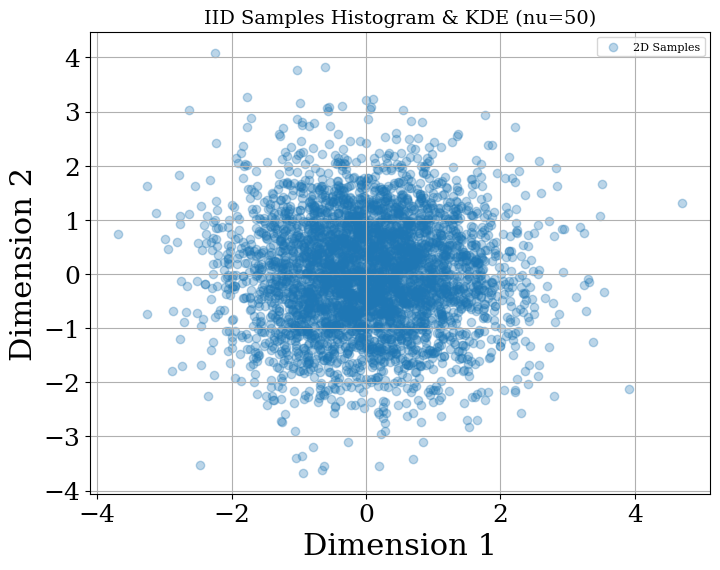 IID Samples Histogram & KDE (nu=50)
2D Samples
Dimension 2
4
3
2
1
0
−1
−2
−3
−4
−4 −2 0 2 4
Dimension 1